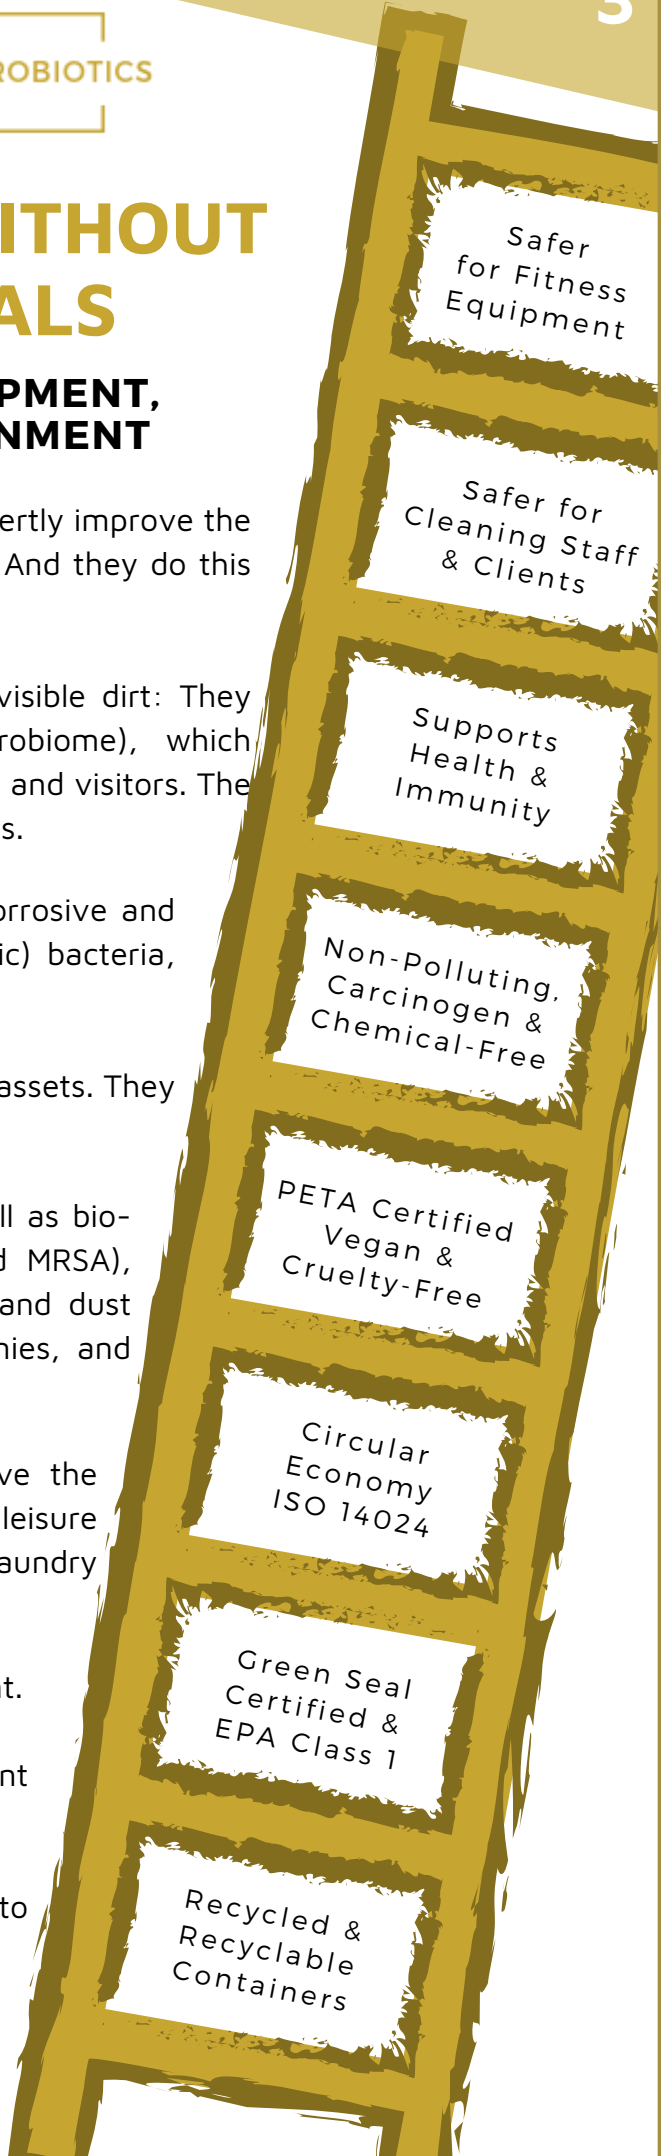 3
ROBIOTICS
ITHOUT
ALS
PMENT,
NMENT
ertly improve the
And they do this
visible dirt: They
robiome), which
and visitors. The
s.
orrosive and
ic) bacteria,
assets. They
ll as bio-
d MRSA),
and dust
nies, and
ve the
leisure
aundry
t.
nt
to
Safer
for Fitness
Equipment
Safer for
Cleaning Staff
& Clients
Supports
Health &
Immunity
Non-Polluting,
Carcinogen &
Chemical-Free
PETA Certified
Vegan &
Cruelty-Free
Circular
Economy
ISO 14024
Green Seal
Certified &
EPA Class 1
Recycled &
Recyclable
Containers